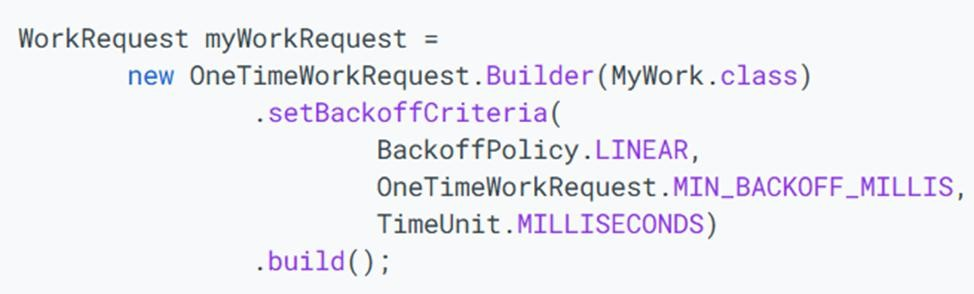 WorkRequest myWorkRequest =
new OneTimeWorkRequest.Builder(MyWork.class)
.setBackoffCriteria(
BackoffPolicy.LINEAR,
OneTimeWorkRequest.MIN_BACKOFF_MILLIS,
TimeUnit.MILLISECONDS)
.build();